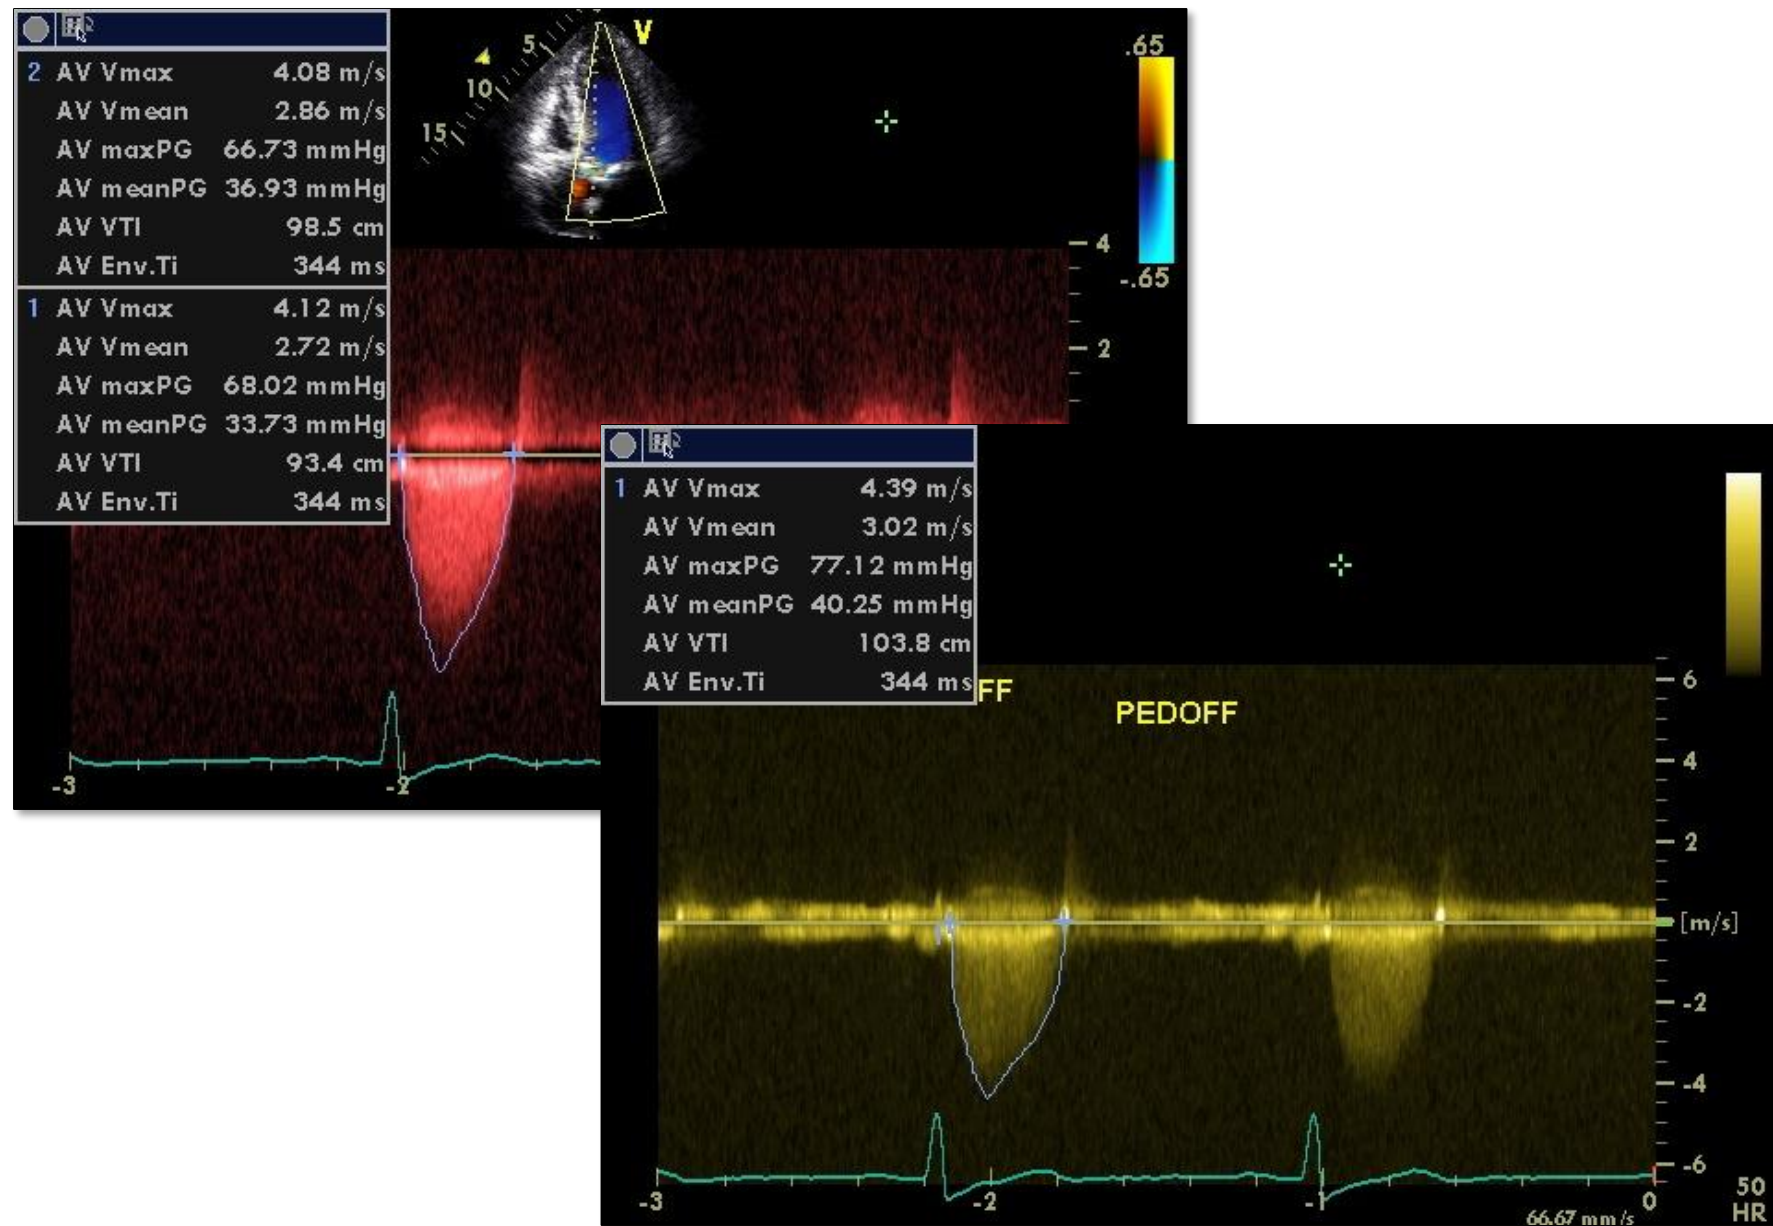 2 AV Vmax 4.08 m/s
AV Vmean 2.86 m/s
AV maxPG 66.73 mmHg
AV meanPG 36.93 mmHg
AV VTI 98.5 cm
AV Env.Ti 344 ms
1 AV Vmax 4.12 m/s
AV Vmean 2.72 m/s
AV maxPG 68.02 mmHg
AV meanPG 33.73 mmHg
AV VTI 93.4 cm
AV Env.Ti 344 ms
V
5
10
15
.65
-.65
4
2
-3
-2
1 AV Vmax 4.39 m/s
AV Vmean 3.02 m/s
AV maxPG 77.12 mmHg
AV meanPG 40.25 mmHg
AV VTI 103.8 cm
AV Env.Ti 344 ms
FF
PEDOFF
6
4
2
[m/s]
-2
-4
-6
-3
-2
-1
0
66.67 mm/s
50
HR